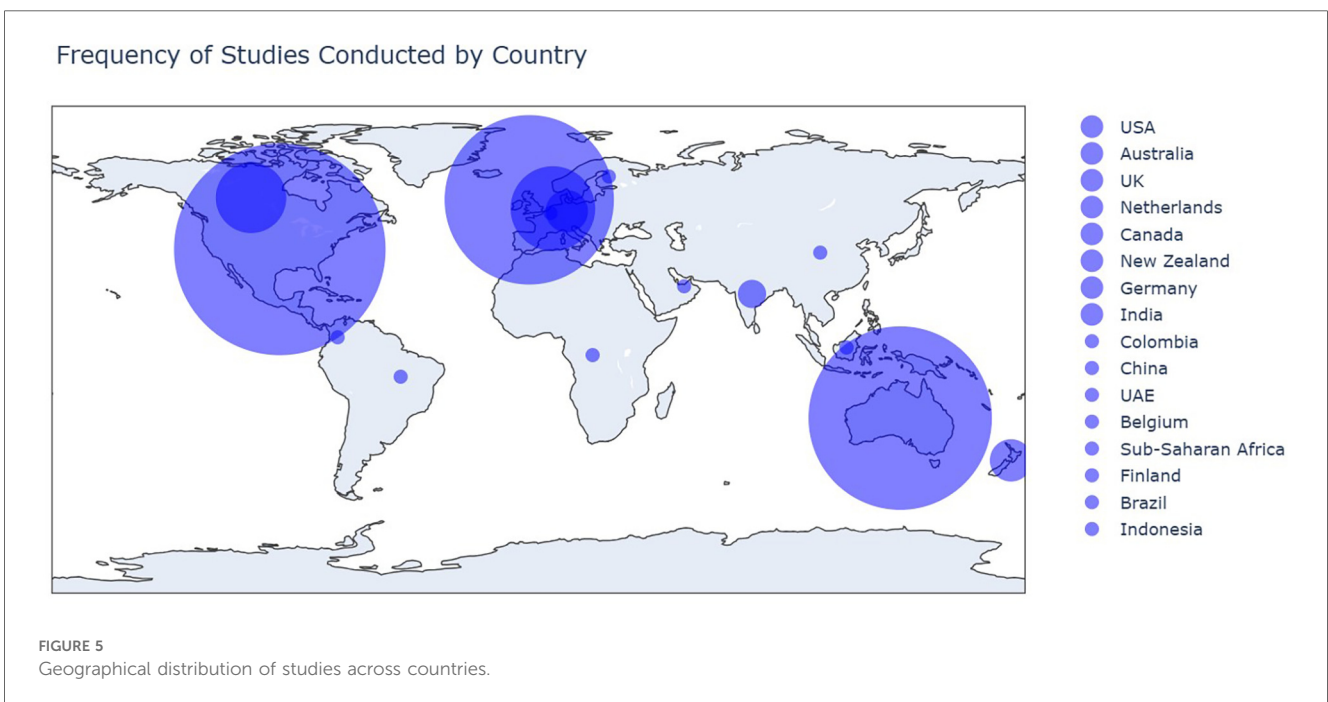 Frequency of Studies Conducted by Country
USA
Australia
UK
Netherlands
Canada
New Zealand
Germany
India
Colombia
China
UAE
Belgium
Sub-Saharan Africa
Finland
Brazil
Indonesia
FIGURE 5
Geographical distribution of studies across countries.